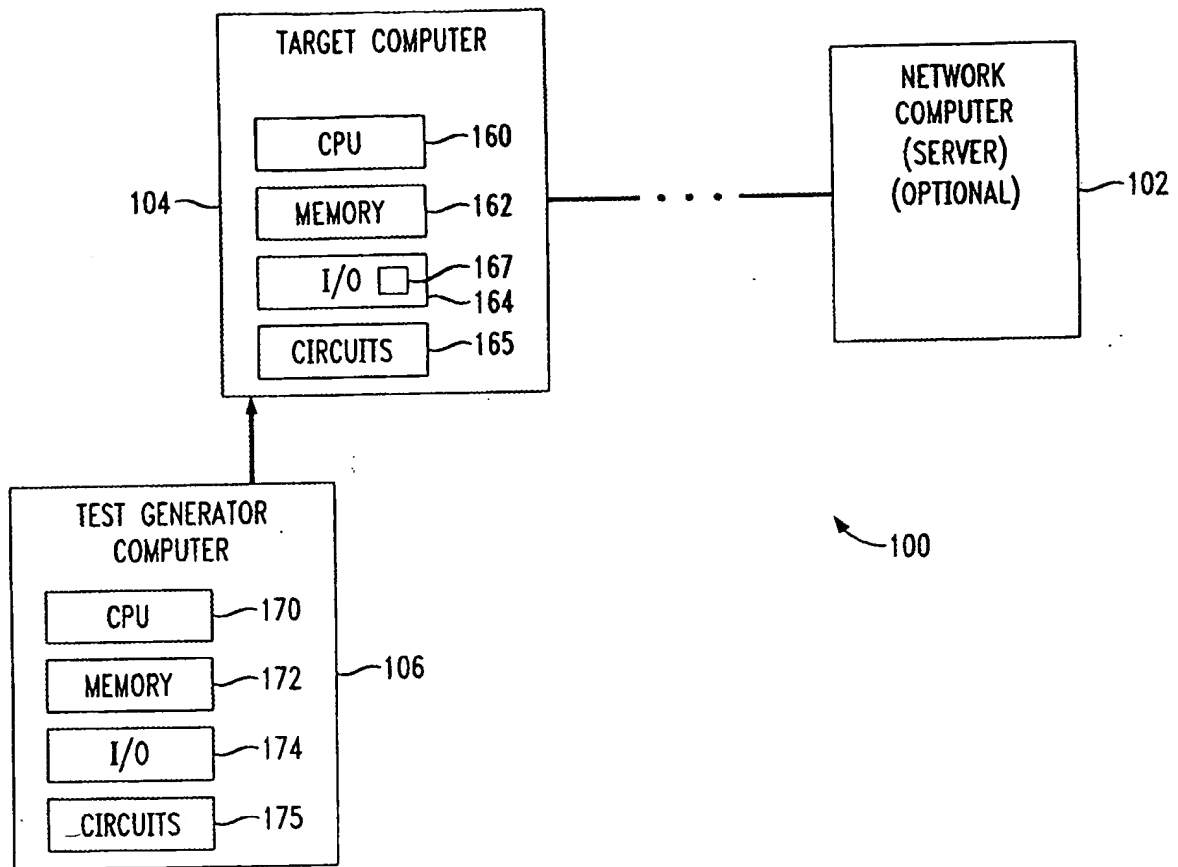 TARGET COMPUTER
CPU
160
104
MEMORY
162
I/O
167
164
CIRCUITS
165
NETWORK
COMPUTER
(SERVER)
(OPTIONAL)
102
TEST GENERATOR
COMPUTER
CPU
170
MEMORY
172
106
I/O
174
CIRCUITS
175
100